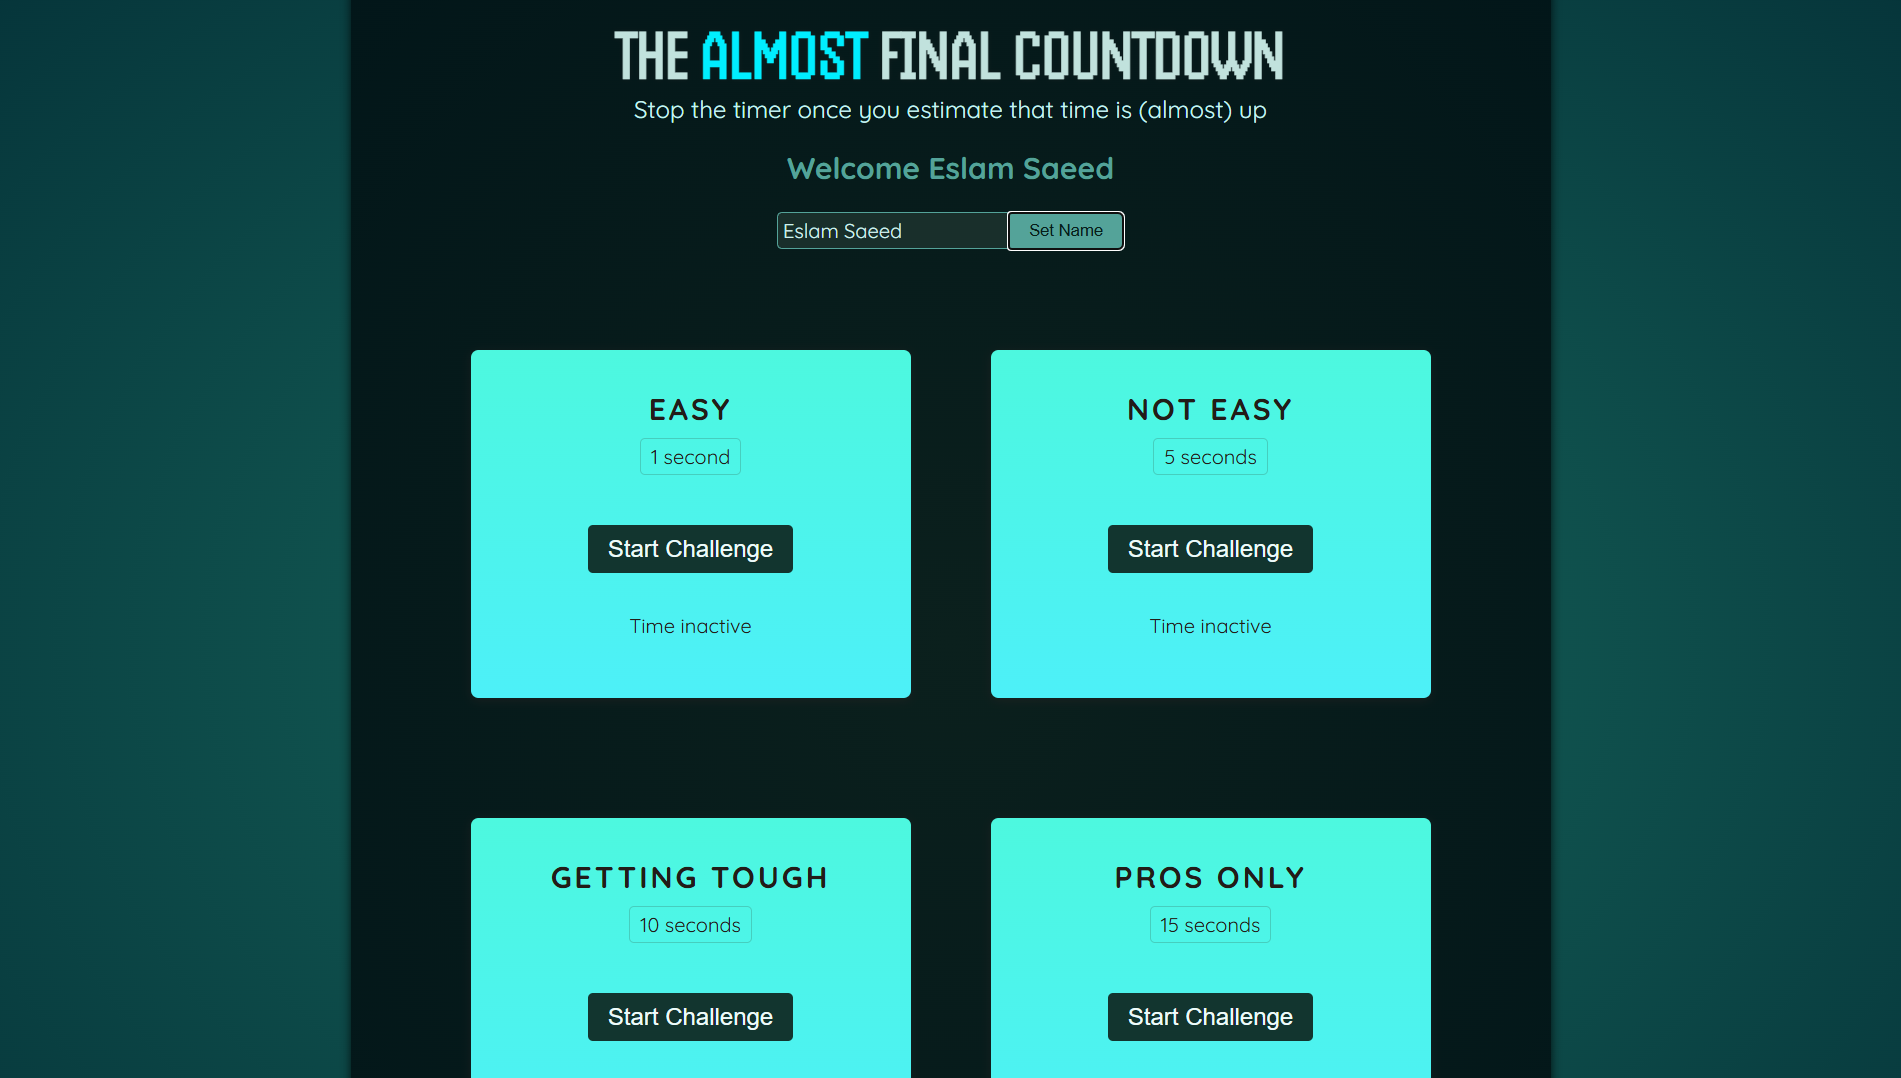 THE ALMOST FINAL COUNTDOWN
Stop the timer once you estimate that time is (almost) up
Welcome Eslam Saeed
Eslam Saeed
Set Name
EASY
1 second
Start Challenge
Time inactive
NOT EASY
5 seconds
Start Challenge
Time inactive
GETTING TOUGH
10 seconds
Start Challenge
PROS ONLY
15 seconds
Start Challenge